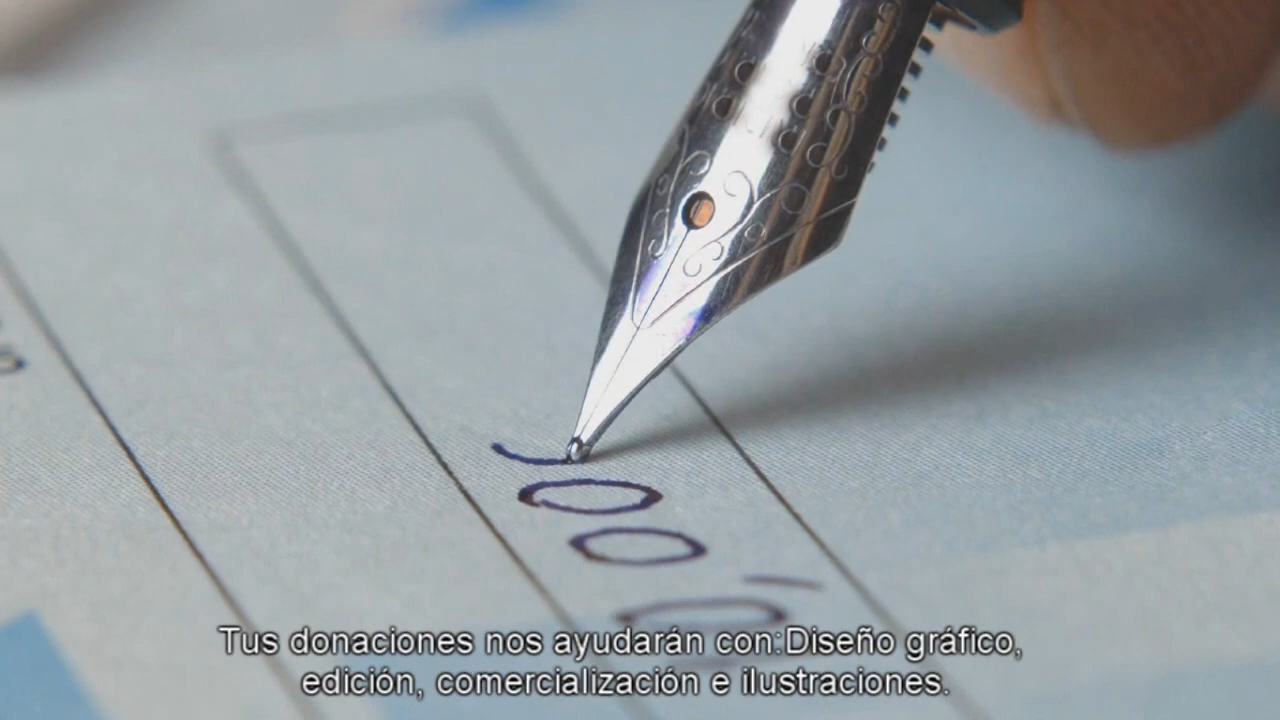 Tus donaciones nos ayudarán con:Diseño gráfico,
edición, comercialización e ilustraciones.